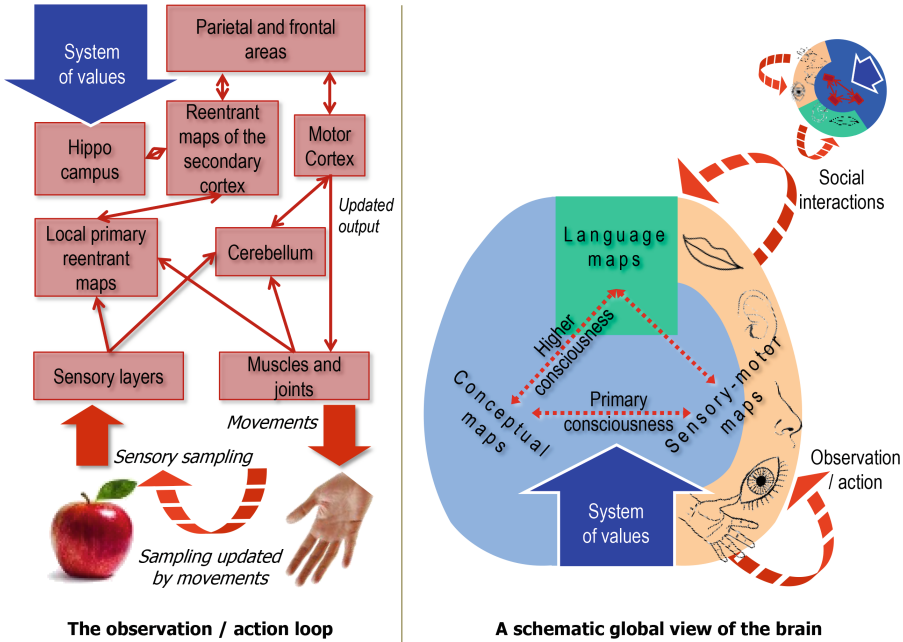 System
of values
Parietal and frontal
areas
Hippo
campus
Reentrant
maps of the
secondary
cortex
Motor
Cortex
Updated
output
Local primary
reentrant
maps
Cerebellum
Sensory layers
Muscles and
joints
Movements
Sensory sampling
Sampling updated
by movements
The observation / action loop
Social
interactions
Language
maps
Higher
consciousness
Primary
consciousness
Conceptual
maps
Sensory-motor
maps
Observation
/ action
System
of values
A schematic global view of the brain